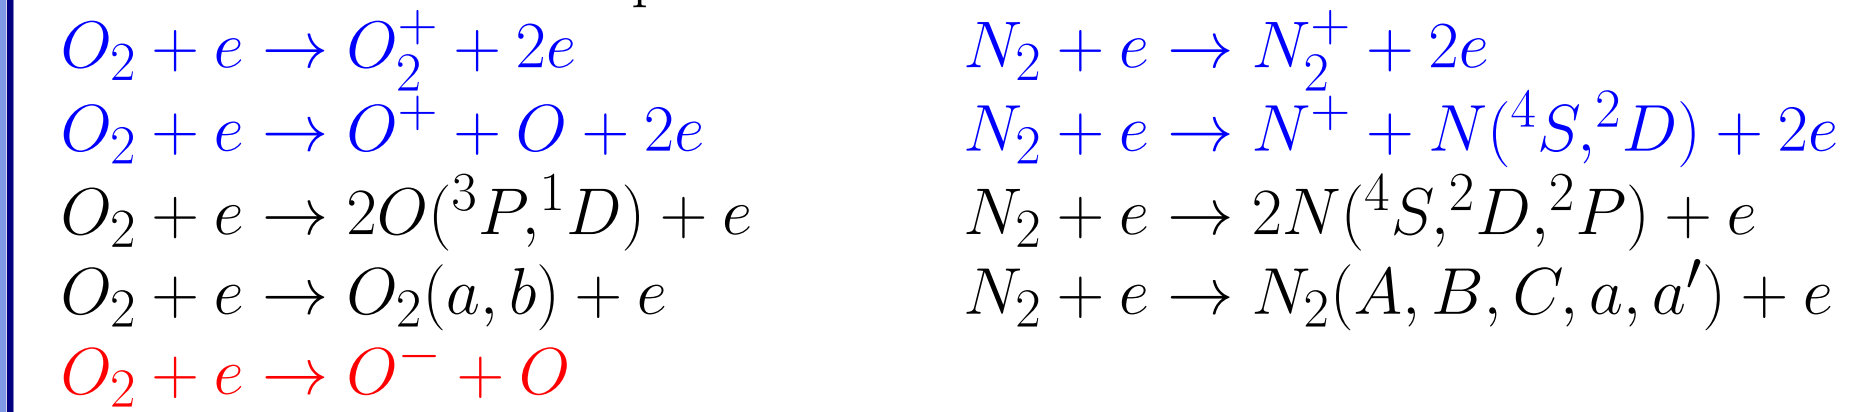 O₂ + e → O₂⁺ + 2e
O₂ + e → O⁺ + O + 2e
O₂ + e → 2O(³P,¹D) + e
O₂ + e → O₂(a, b) + e
O₂ + e → O⁻ + O
N₂ + e → N₂⁺ + 2e
N₂ + e → N⁺ + N(⁴S,²D) + 2e
N₂ + e → 2N(⁴S,²D,²P) + e
N₂ + e → N₂(A, B, C, a, a′) + e